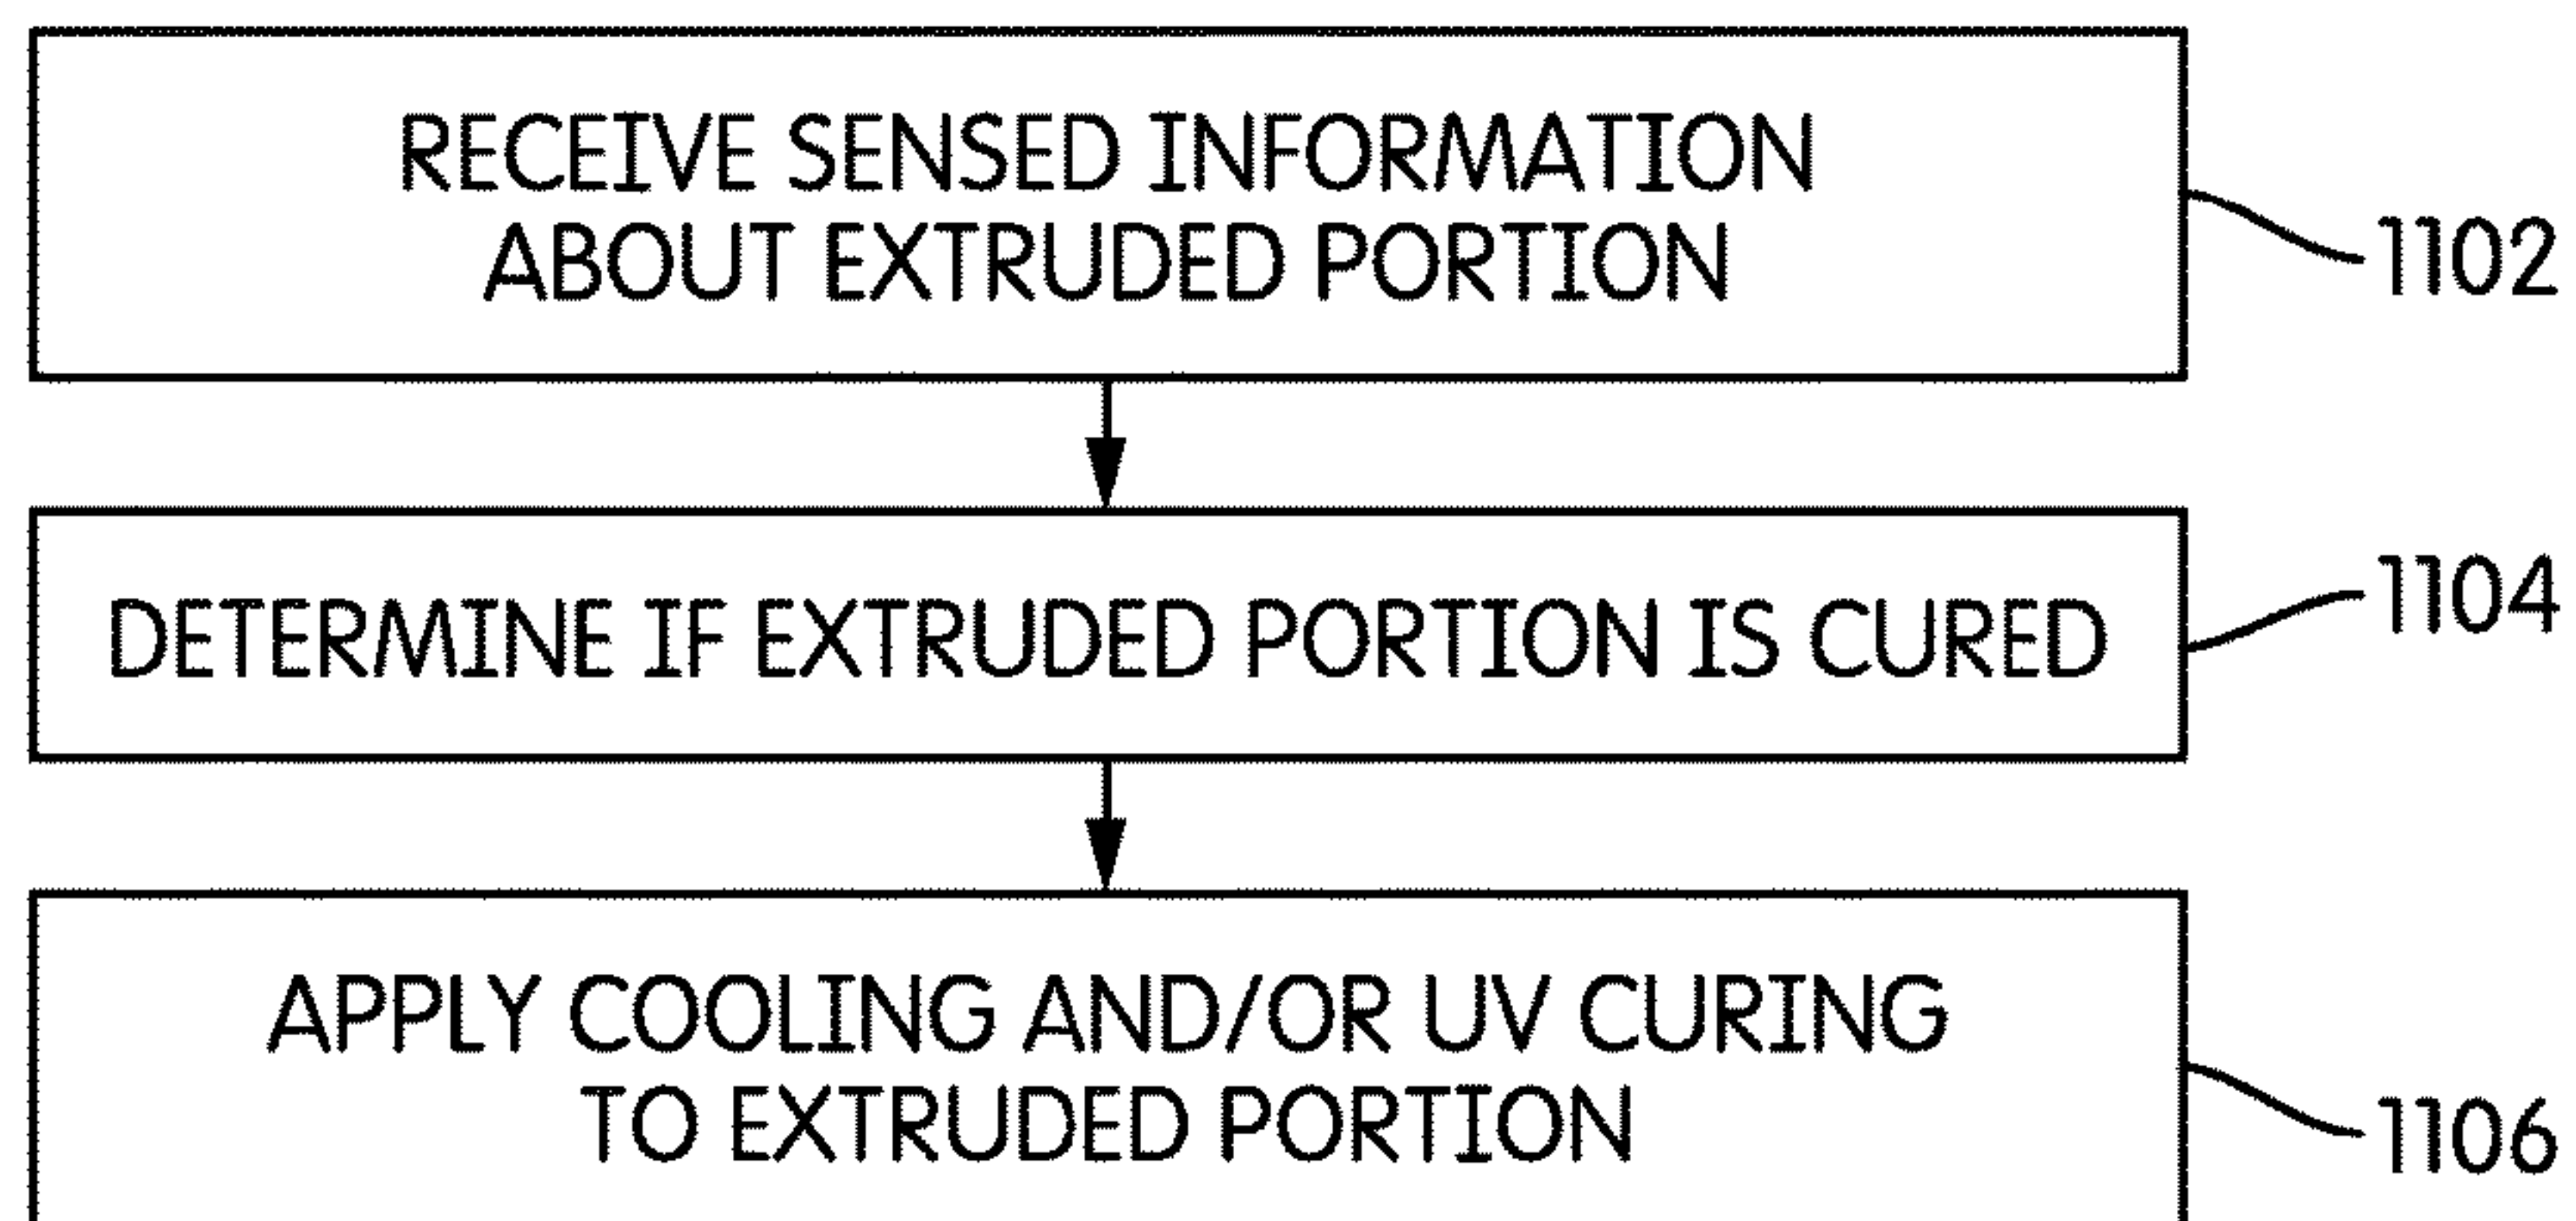 RECEIVE SENSED INFORMATION
ABOUT EXTRUDED PORTION
1102
DETERMINE IF EXTRUDED PORTION IS CURED
1104
APPLY COOLING AND/OR UV CURING
TO EXTRUDED PORTION
1106